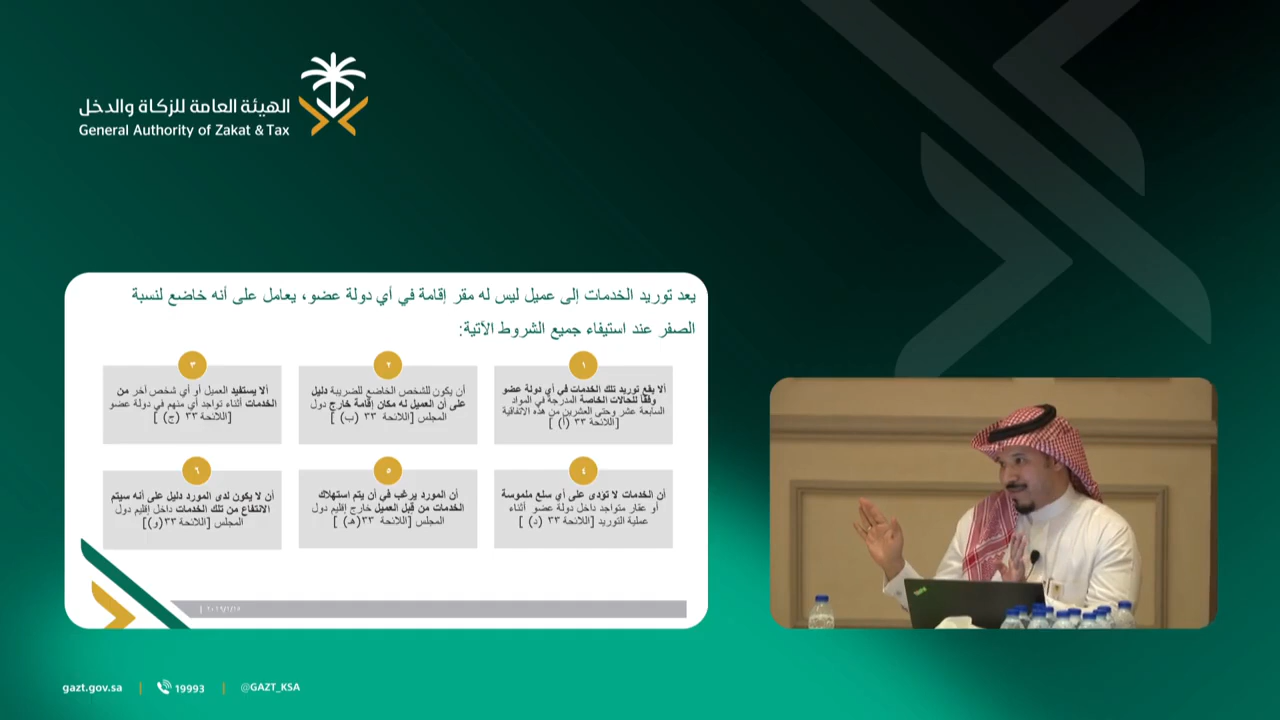 الهيئة العامة للزكاة والدخل
General Authority of Zakat & Tax
يعد توريد الخدمات إلى عميل ليس له مقر إقامة في أي دولة عضو، يعامل على أنه خاضع لنسبة
الصفر عند استيفاء جميع الشروط الآتية:
١
ألا يقع توريد تلك الخدمات في أي دولة عضو
وفقًا للحالات الخاصة المدرجة في المواد
السابعة عشر وحتى العشرين من هذه الاتفاقية
[اللائحة ٣٣ (أ) ]
٢
أن يكون للشخص الخاضع للضريبة دليل
على أن العميل له مكان إقامة خارج دول
المجلس [اللائحة ٣٣ (ب) ]
٣
ألا يستفيد العميل أو أي شخص آخر من
الخدمات أثناء تواجد أي منهم في دولة عضو
[اللائحة ٣٣ (ج) ]
٤
أن الخدمات لا تؤدى على أي سلع ملموسة
أو عقار متواجد داخل دولة عضو أثناء
عملية التوريد [اللائحة ٣٣ (د) ]
٥
أن المورد يرغب في أن يتم استهلاك
الخدمات من قبل العميل خارج إقليم دول
المجلس [اللائحة ٣٣ (هـ) ]
٦
أن لا يكون لدى المورد دليل على أنه سيتم
الانتفاع من تلك الخدمات داخل إقليم دول
المجلس [اللائحة ٣٣ (و)]
gazt.gov.sa | 19993 | @GAZT_KSA